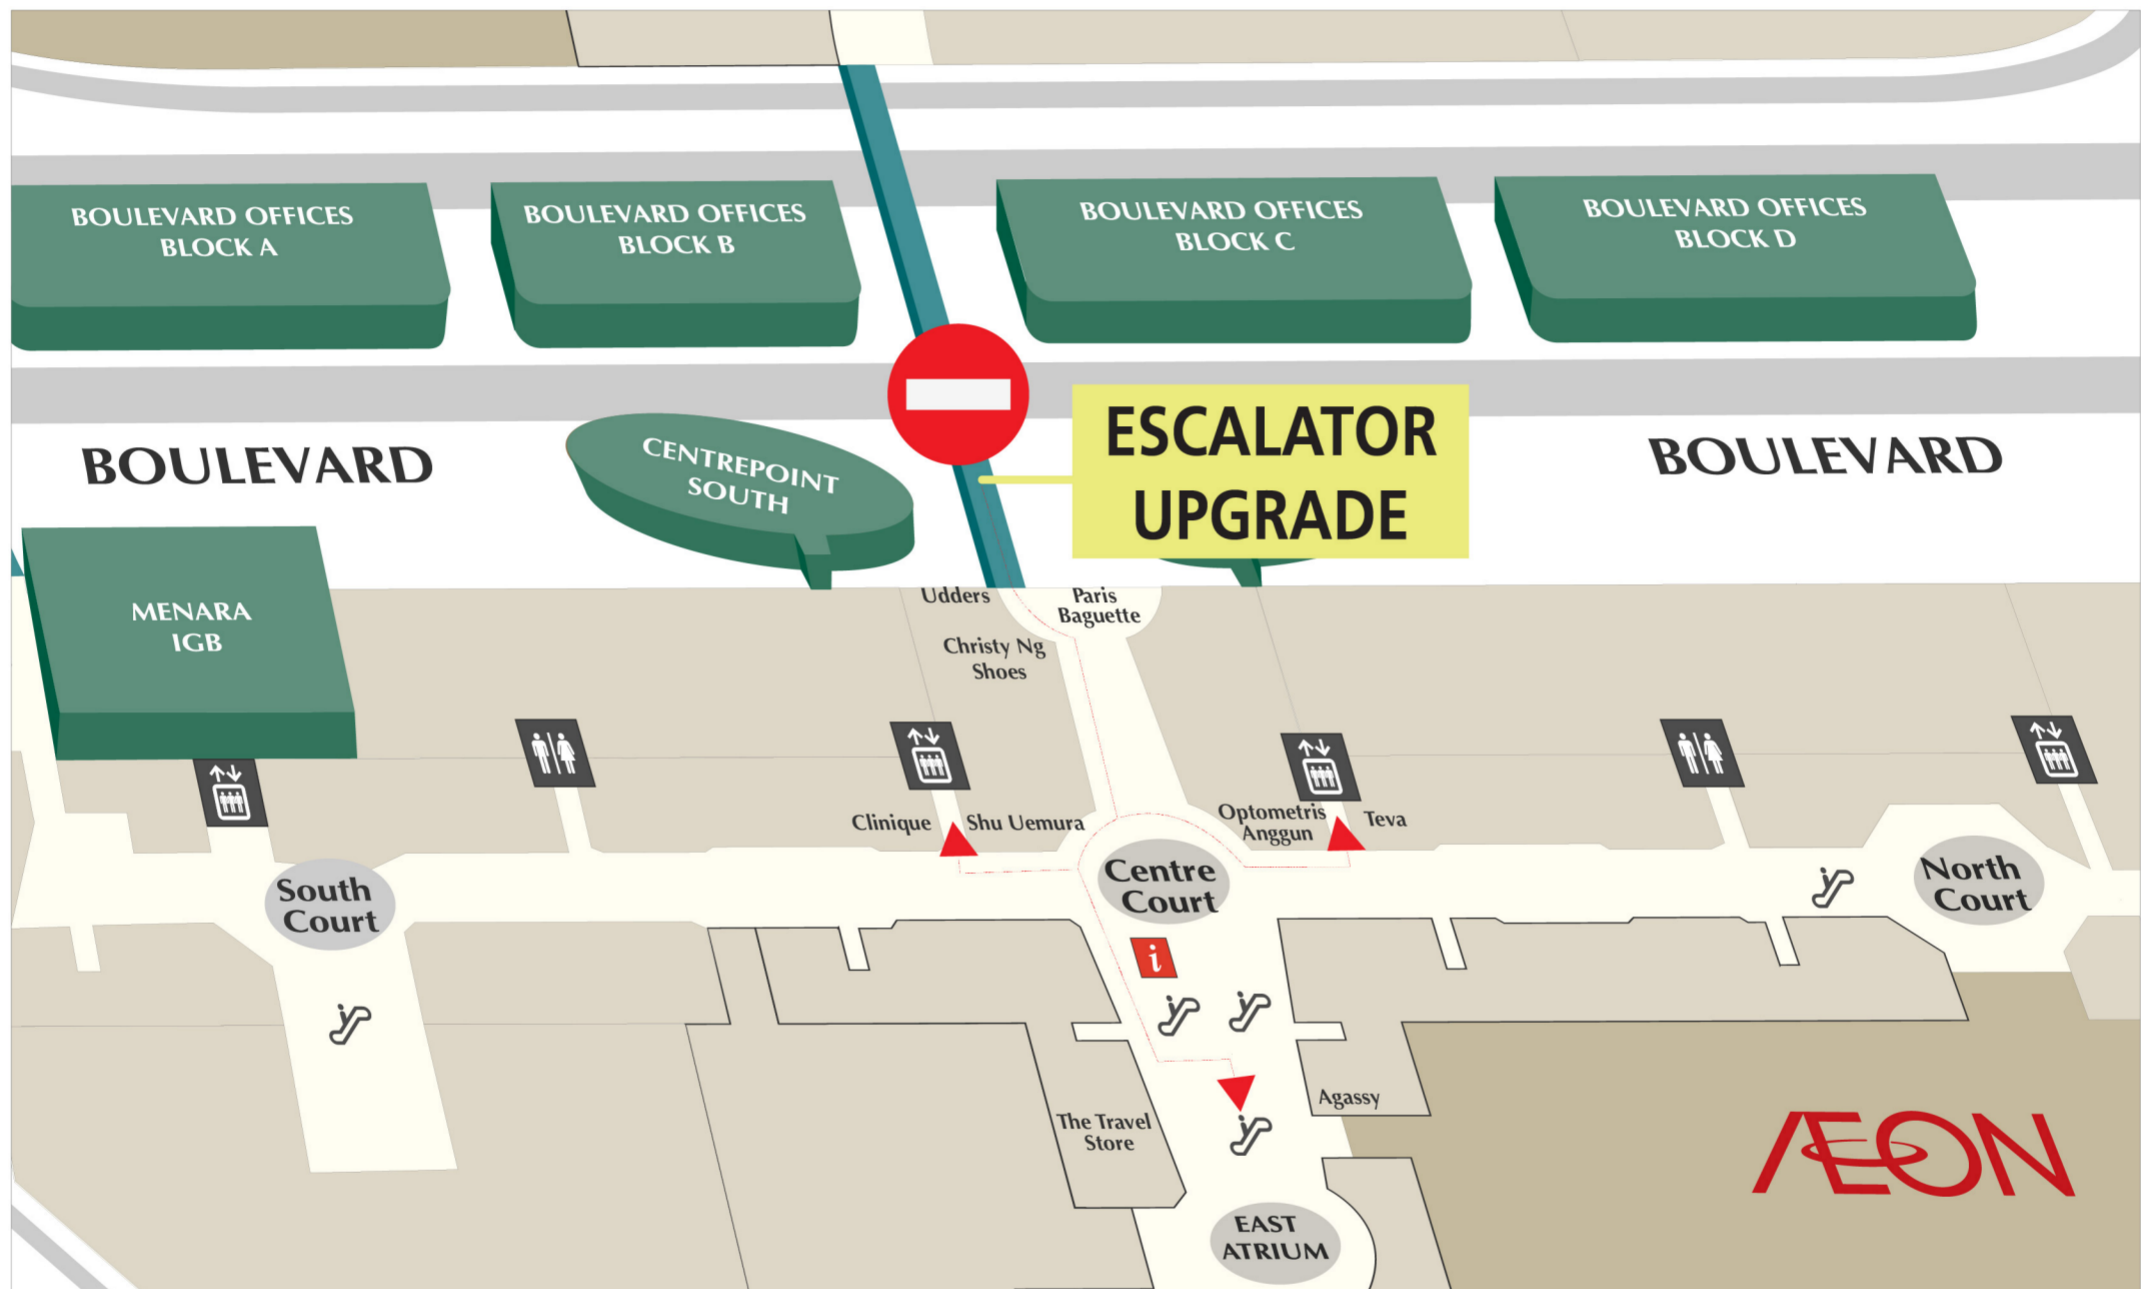 BOULEVARD OFFICES
BLOCK A
BOULEVARD OFFICES
BLOCK B
BOULEVARD OFFICES
BLOCK C
BOULEVARD OFFICES
BLOCK D
ESCALATOR
UPGRADE
BOULEVARD
CENTREPOINT
SOUTH
BOULEVARD
MENARA
IGB
Udders
Paris
Baguette
Christy Ng
Shoes
Clinique
Shu Uemura
Optometris
Anggun
Teva
South
Court
Centre
Court
North
Court
i
The Travel
Store
Agassy
ÆON
EAST
ATRIUM